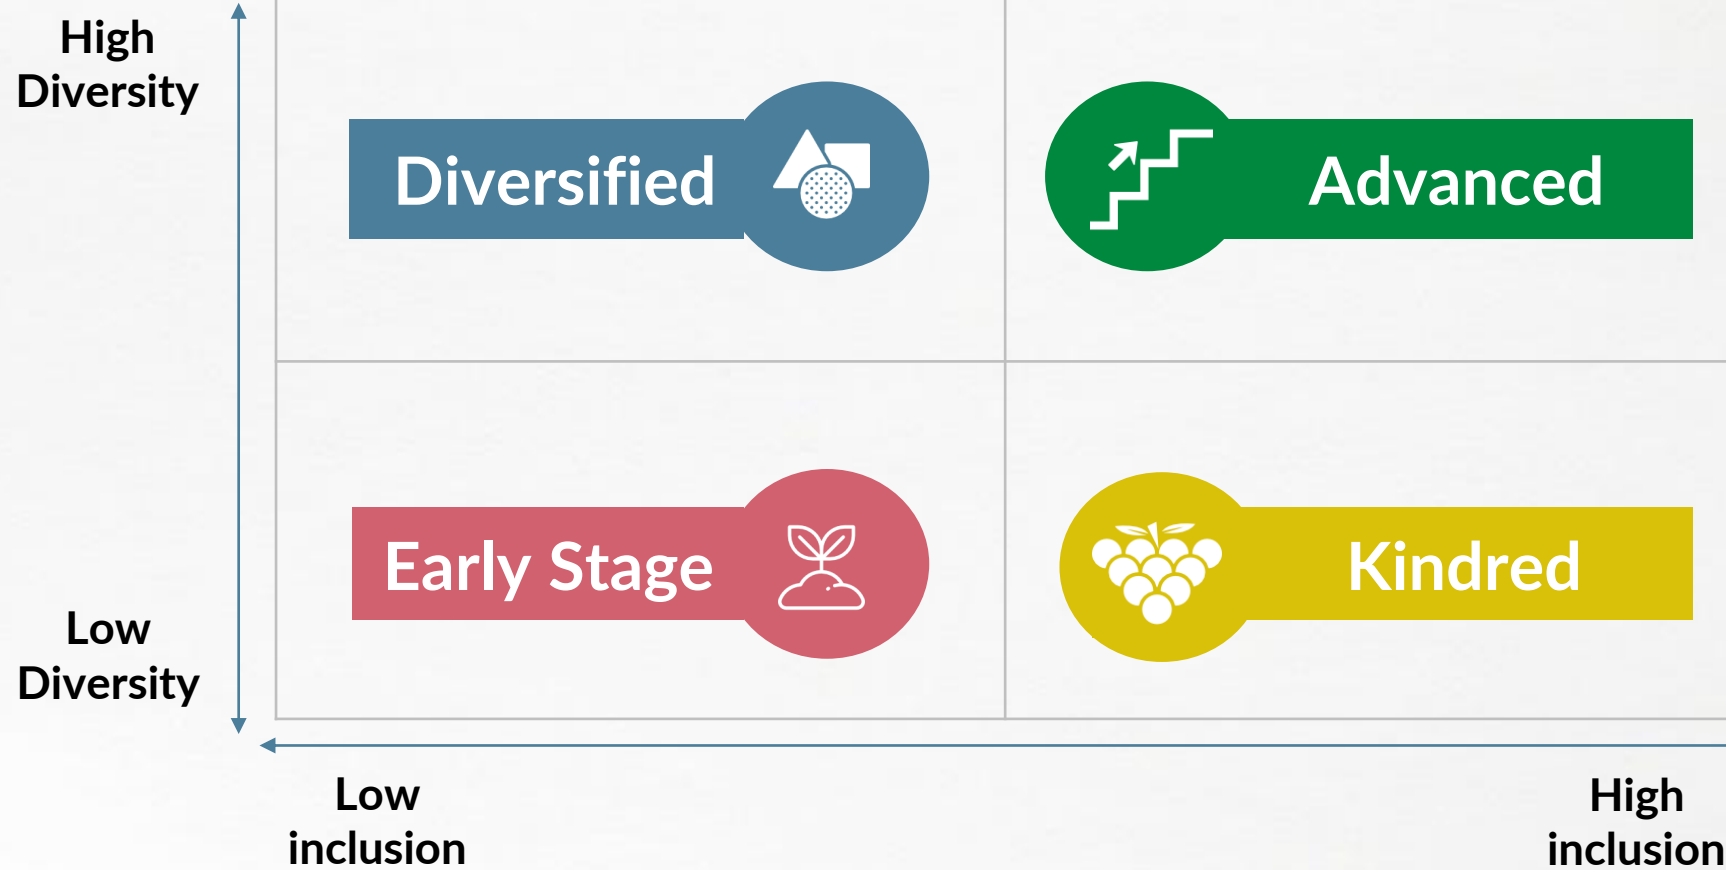 High
Diversity
Diversified
Advanced
Early Stage
Kindred
Low
Diversity
Low
inclusion
High
inclusion